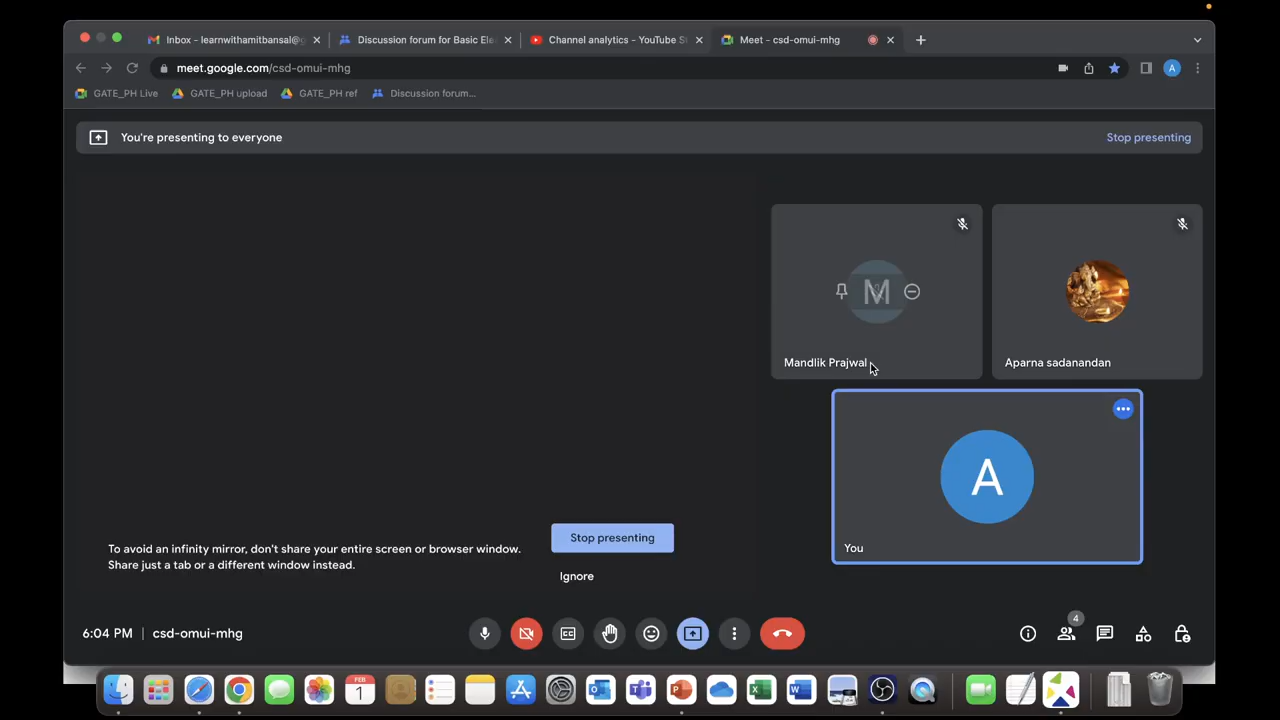 Inbox - learnwithamitbansal@g
Discussion forum for Basic Ele
Channel analytics - YouTube S
Meet - csd-omui-mhg
meet.google.com/csd-omui-mhg
A
GATE_PH Live
GATE_PH upload
GATE_PH ref
Discussion forum...
You're presenting to everyone
Stop presenting
M
Mandlik Prajwal
Aparna sadanandan
A
You
To avoid an infinity mirror, don't share your entire screen or browser window.
Share just a tab or a different window instead.
Stop presenting
Ignore
6:04 PM
csd-omui-mhg
CC
4
FEB
1